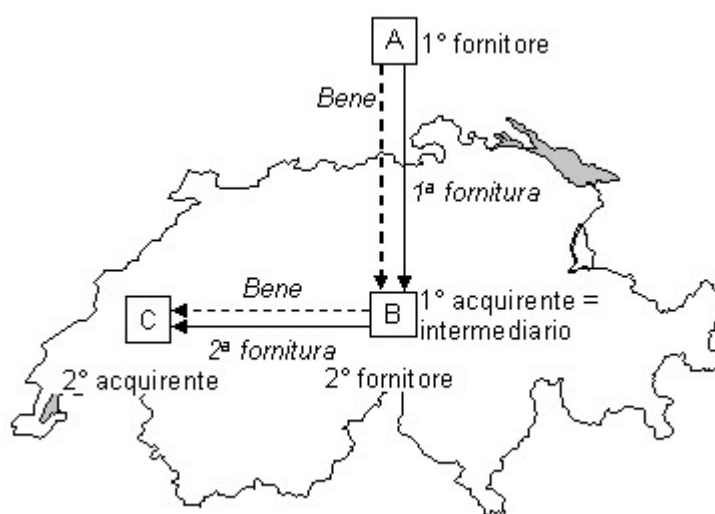 A
1° fornitore
Bene
1ª fornitura
Bene
C
B
1° acquirente =
intermediario
2ª fornitura
2° acquirente
2° fornitore